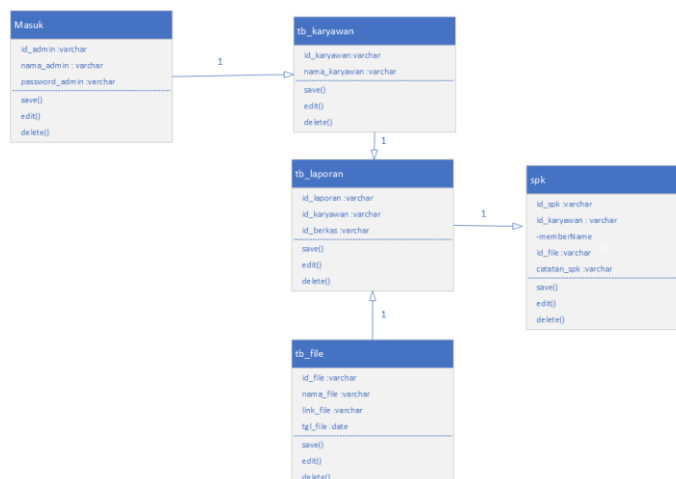 Masuk
id_admin :varchar
nama_admin : varchar
password_admin :varchar
save()
edit()
delete()
1
tb_karyawan
id_karyawan:varchar
nama_karyawan :varchar
save()
edit()
delete()
1
tb_laporan
id_laporan :varchar
id_karyawan :varchar
id_berkas :varchar
save()
edit()
delete()
1
spk
id_spk :varchar
id_karyawan : varchar
-memberName
id_file :varchar
catatan_spk :varchar
save()
edit()
delete()
1
tb_file
id_file :varchar
nama_file :varchar
link_file :varchar
tgl_file :date
save()
edit()
delete()